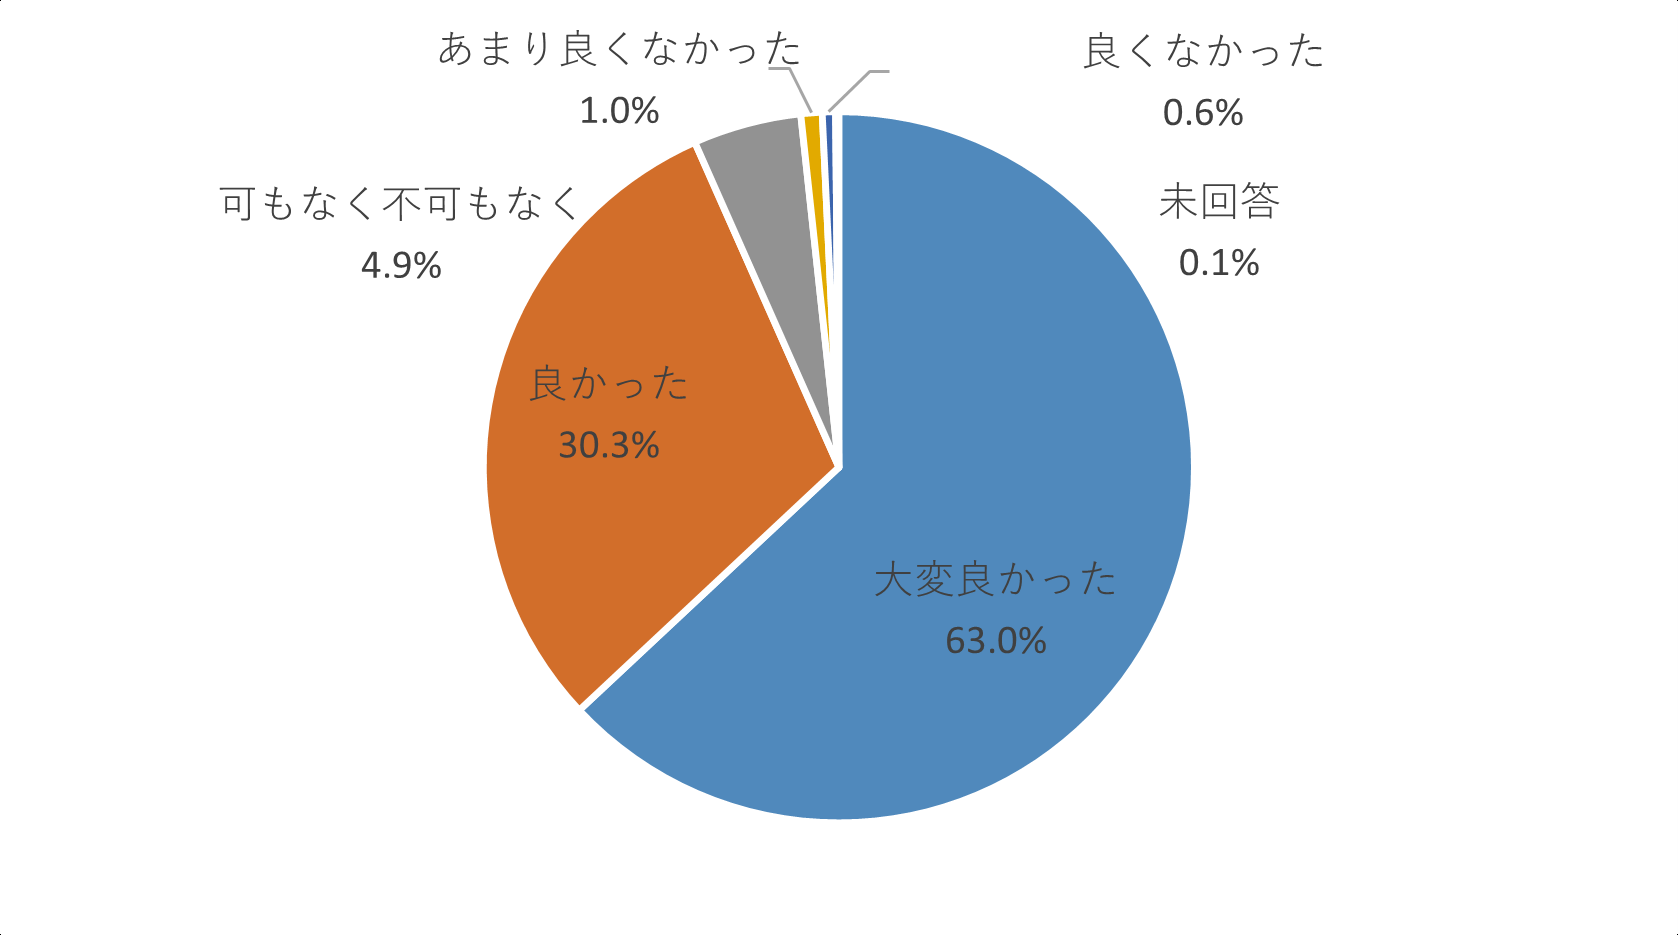 あまり良くなかった
1.0%
良くなかった
0.6%
可もなく不可もなく
4.9%
未回答
0.1%
良かった
30.3%
大変良かった
63.0%